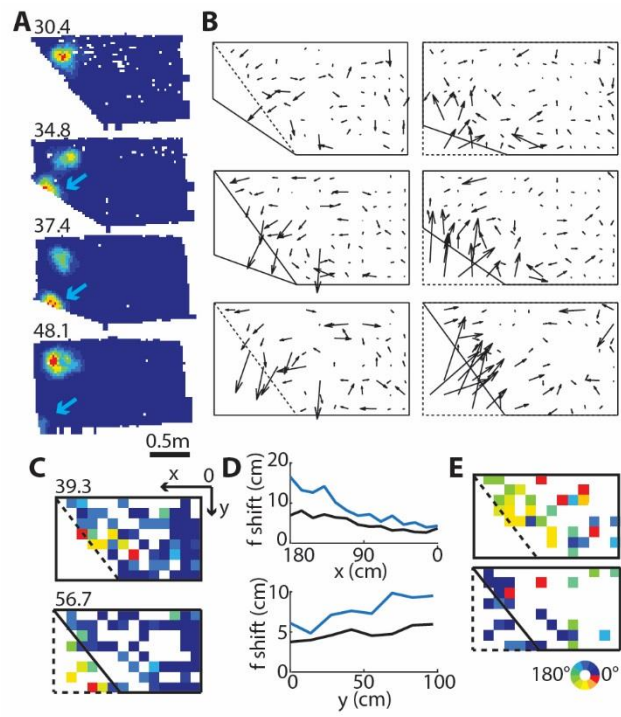 A
B
30.4
34.8
37.4
48.1
0.5m
C
x 0
y
39.3
56.7
D
20
10
0
f shift (cm)
180 90 0
x (cm)
10
5
0
f shift (cm)
0 50 100
y (cm)
E
180° 0°